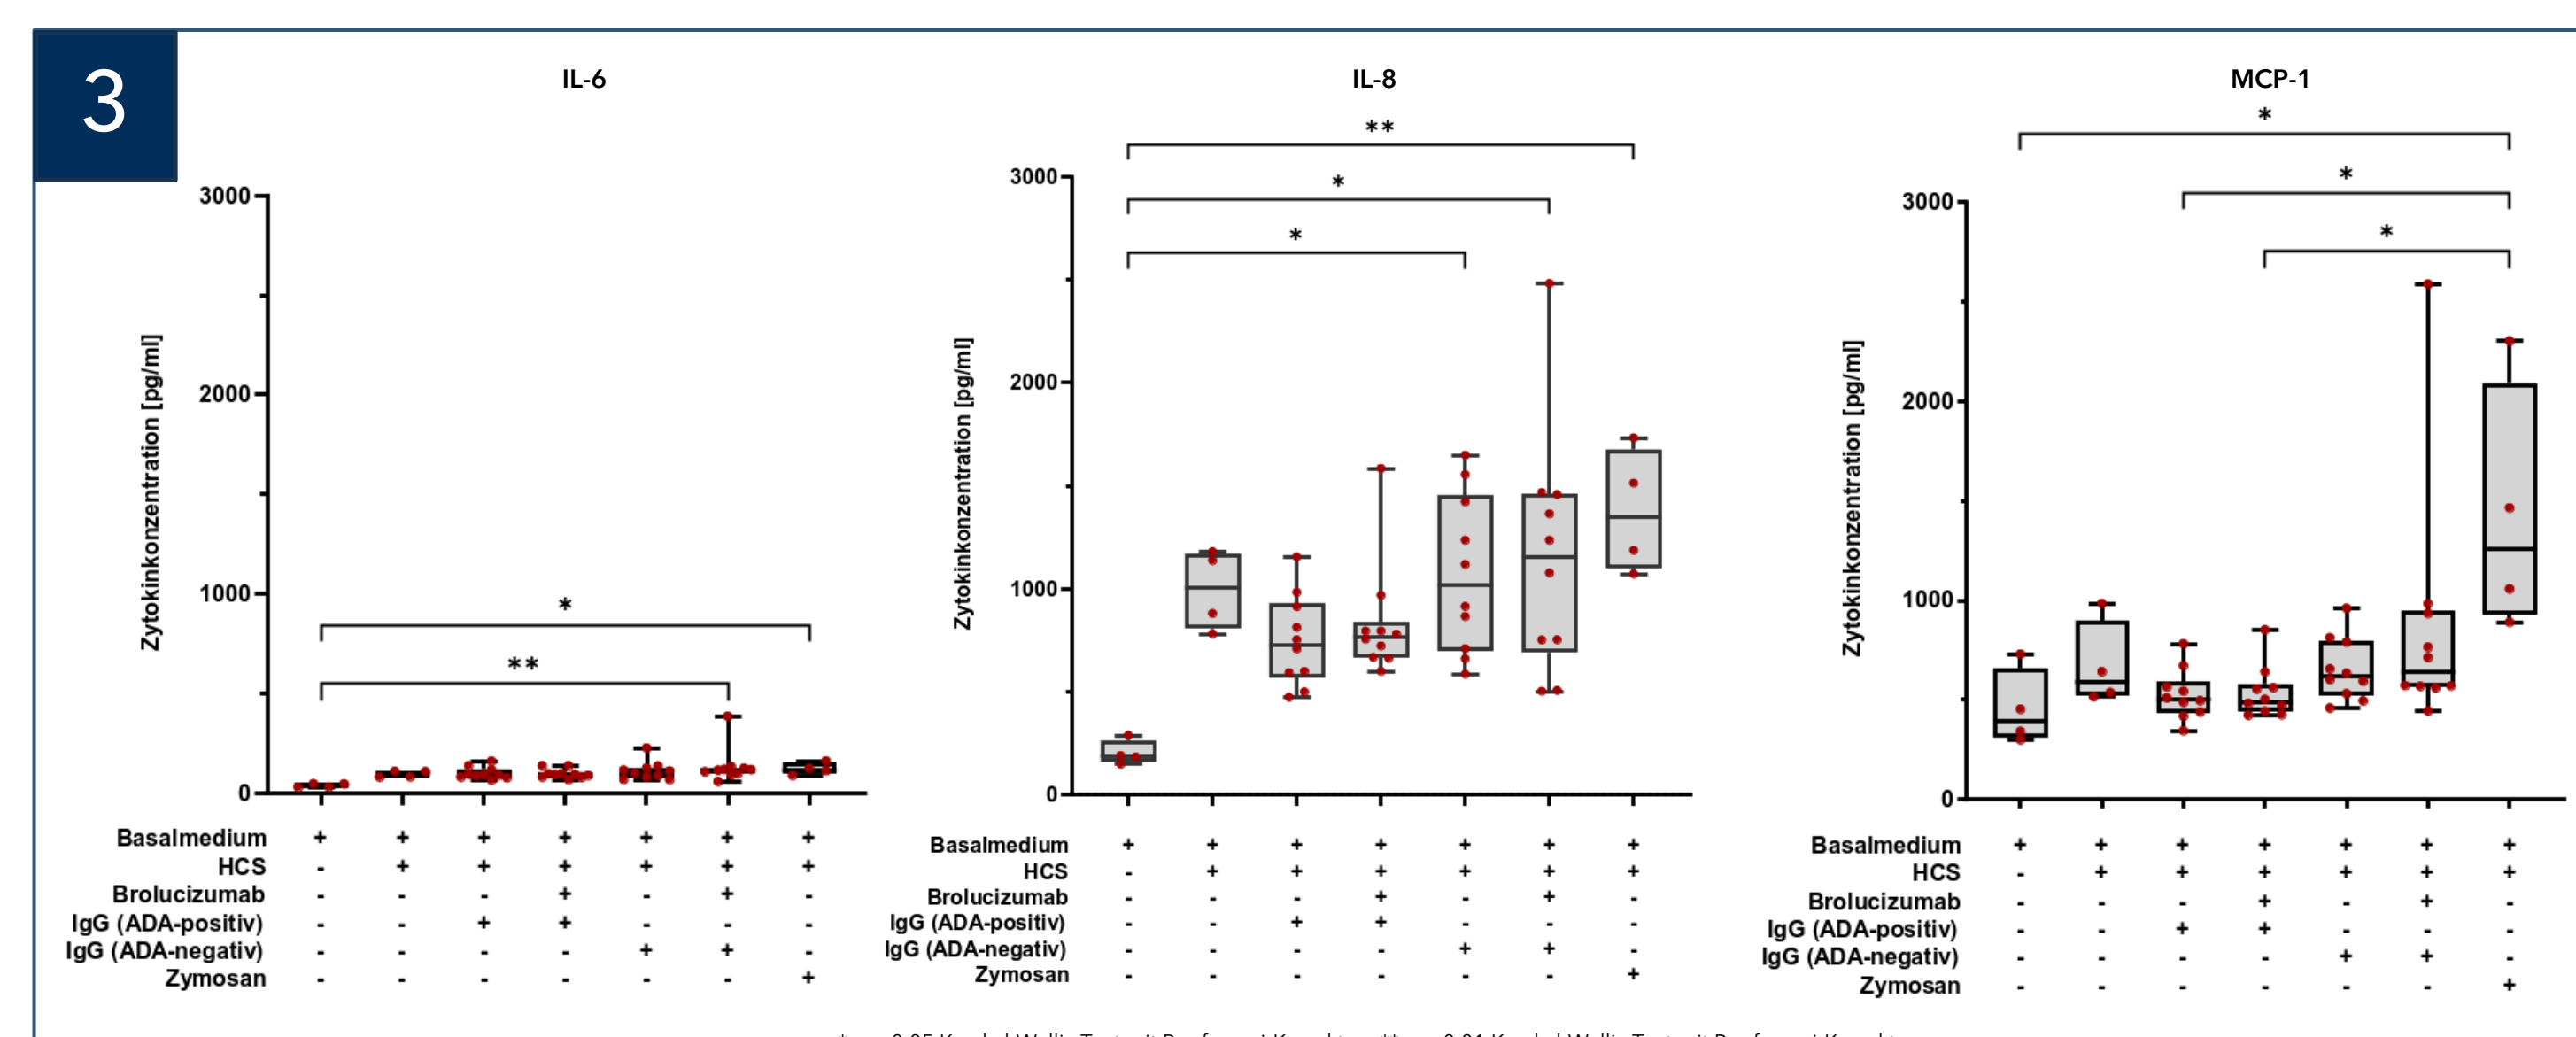 3
IL-6
IL-8
MCP-1
*
**
Zytokinkonzentration [pg/ml]
3000
2000
1000
0
Basalmedium + + + + + + +
HCS - + + + + + +
Brolucizumab - - - + - + -
IgG (ADA-positiv) - - + + - - -
IgG (ADA-negativ) - - - - + + -
Zymosan - - - - - - +
**
*
*
Zytokinkonzentration [pg/ml]
3000
2000
1000
0
Basalmedium + + + + + + +
HCS - + + + + + +
Brolucizumab - - - + - + -
IgG (ADA-positiv) - - + + - - -
IgG (ADA-negativ) - - - - + + -
Zymosan - - - - - - +
*
*
*
Zytokinkonzentration [pg/ml]
3000
2000
1000
0
Basalmedium + + + + + + +
HCS - + + + + + +
Brolucizumab - - - + - + -
IgG (ADA-positiv) - - + + - - -
IgG (ADA-negativ) - - - - + + -
Zymosan - - - - - - +